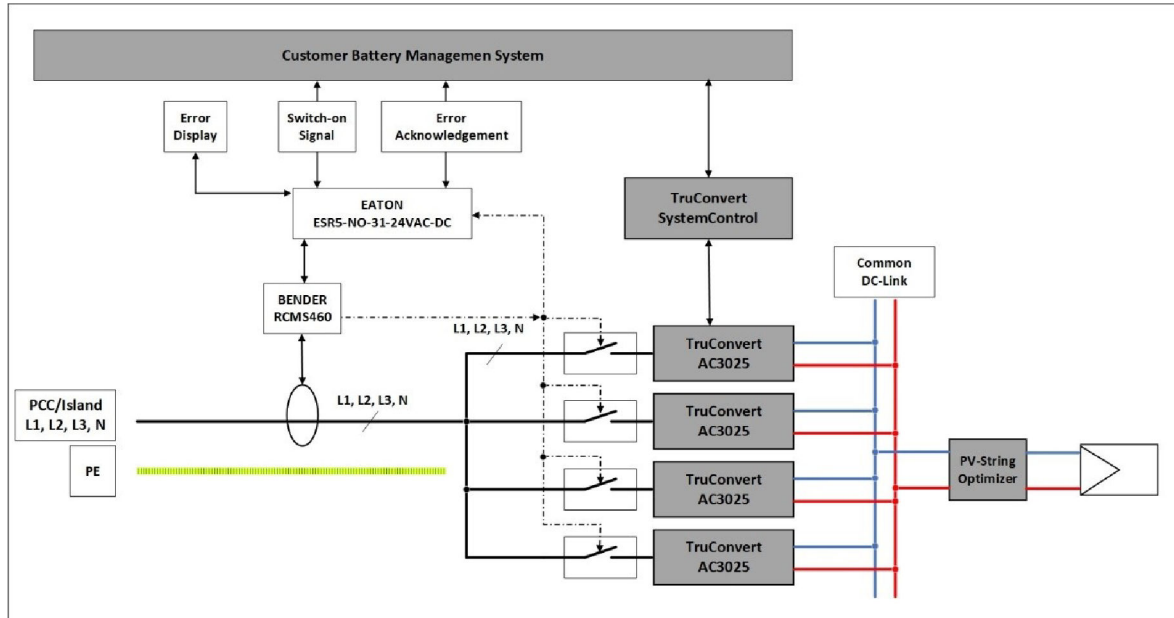 Customer Battery Managemen System
Error
Display
Switch-on
Signal
Error
Acknowledgement
EATON
ESR5-NO-31-24VAC-DC
TruConvert
SystemControl
Common
DC-Link
BENDER
RCMS460
L1, L2, L3, N
TruConvert
AC3025
PCC/Island
L1, L2, L3, N
L1, L2, L3, N
TruConvert
AC3025
PE
PV-String
Optimizer
TruConvert
AC3025
TruConvert
AC3025